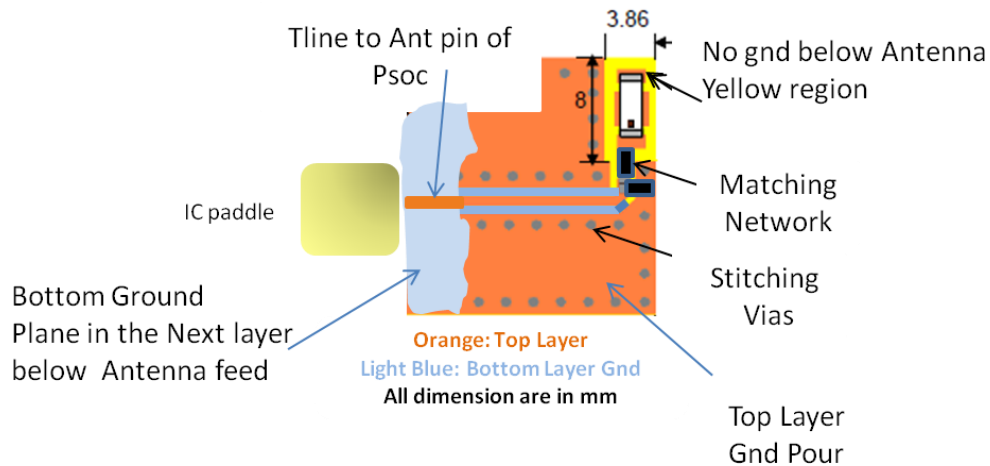 3.86
Tline to Ant pin of
Psoc
No gnd below Antenna
Yellow region
8
IC paddle
Matching
Network
Stitching
Vias
Bottom Ground
Plane in the Next layer
below Antenna feed
Orange: Top Layer
Light Blue: Bottom Layer Gnd
All dimension are in mm
Top Layer
Gnd Pour